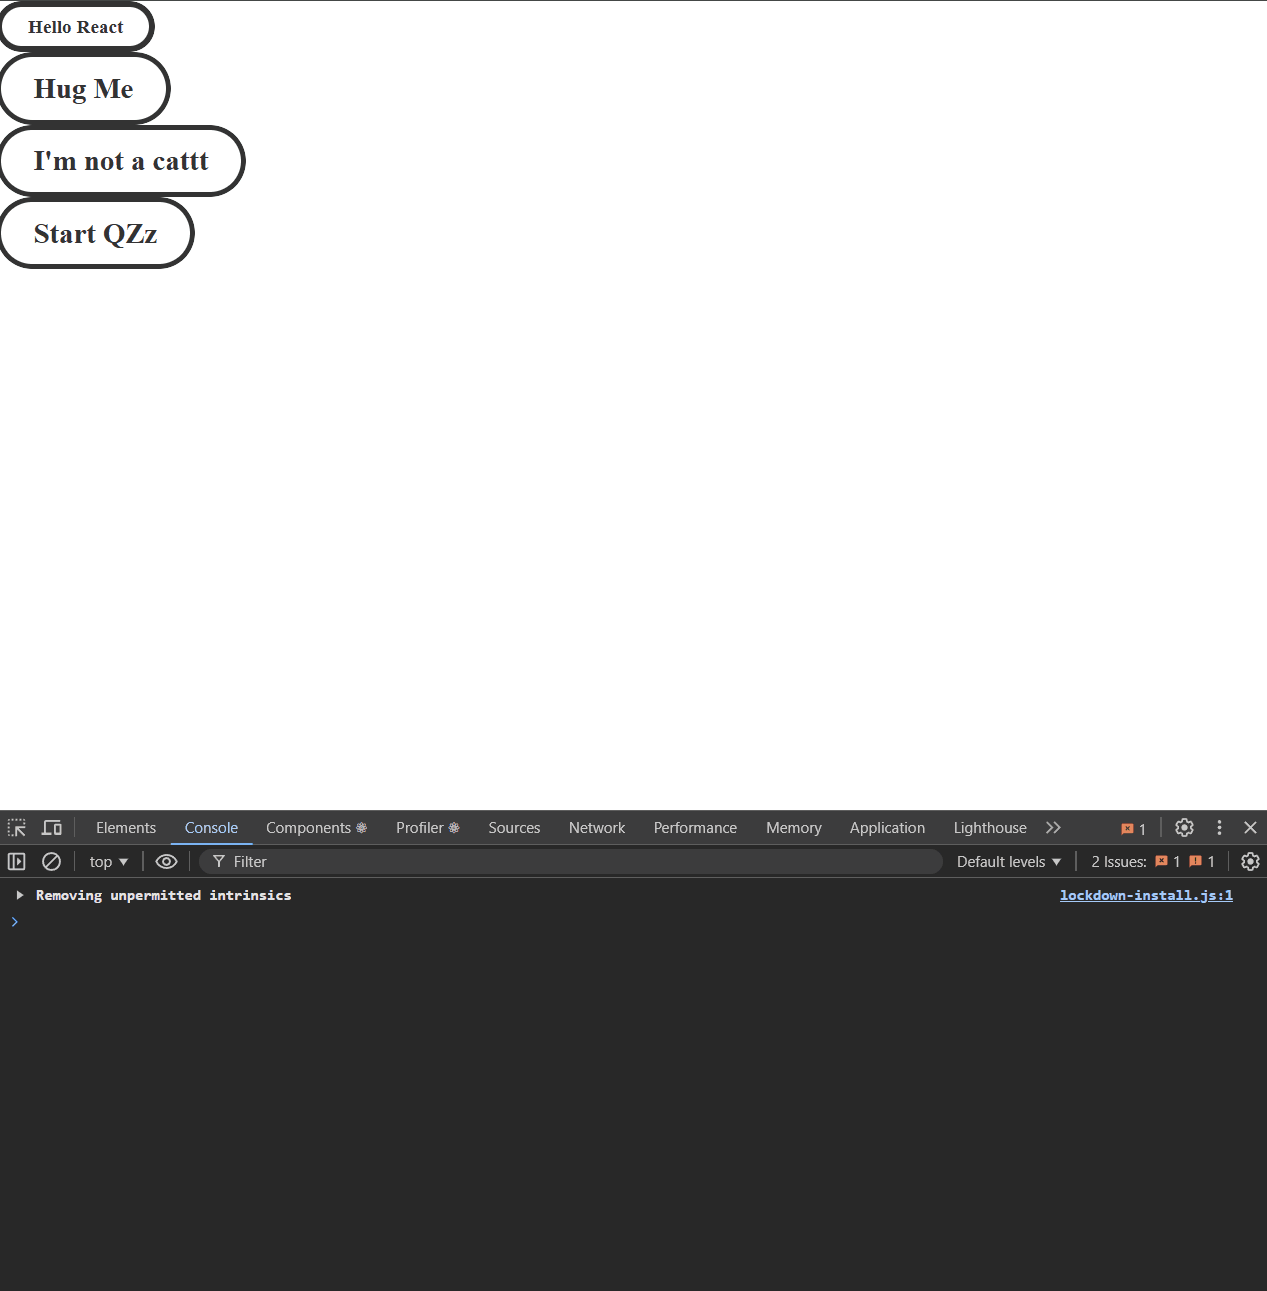 Hello React
Hug Me
I'm not a cattt
Start QZz
Elements Console Components Profiler Sources Network Performance Memory Application Lighthouse 1
top Filter Default levels 2 Issues: 1 1
Removing unpermitted intrinsics lockdown-install.js:1